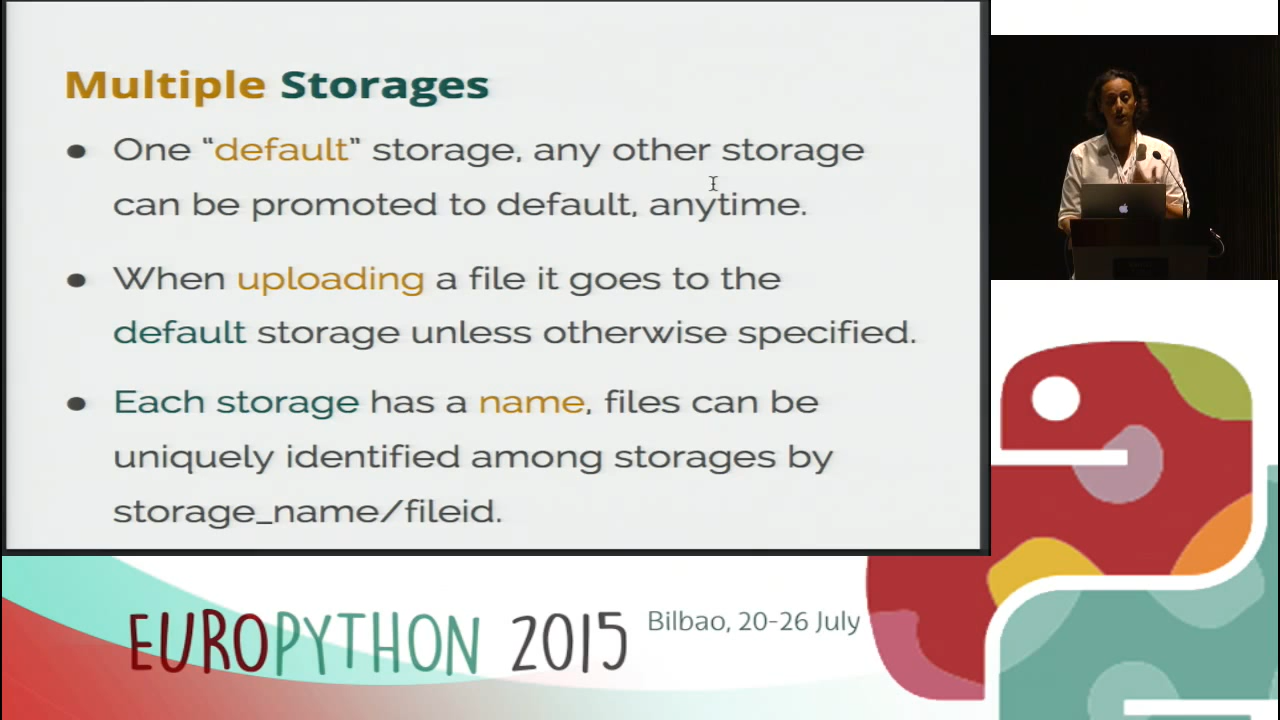 Multiple Storages
● One “default” storage, any other storage
can be promoted to default, anytime.
● When uploading a file it goes to the
default storage unless otherwise specified.
● Each storage has a name, files can be
uniquely identified among storages by
storage_name/fileid.
EUROPYTHON 2015
Bilbao, 20-26 July